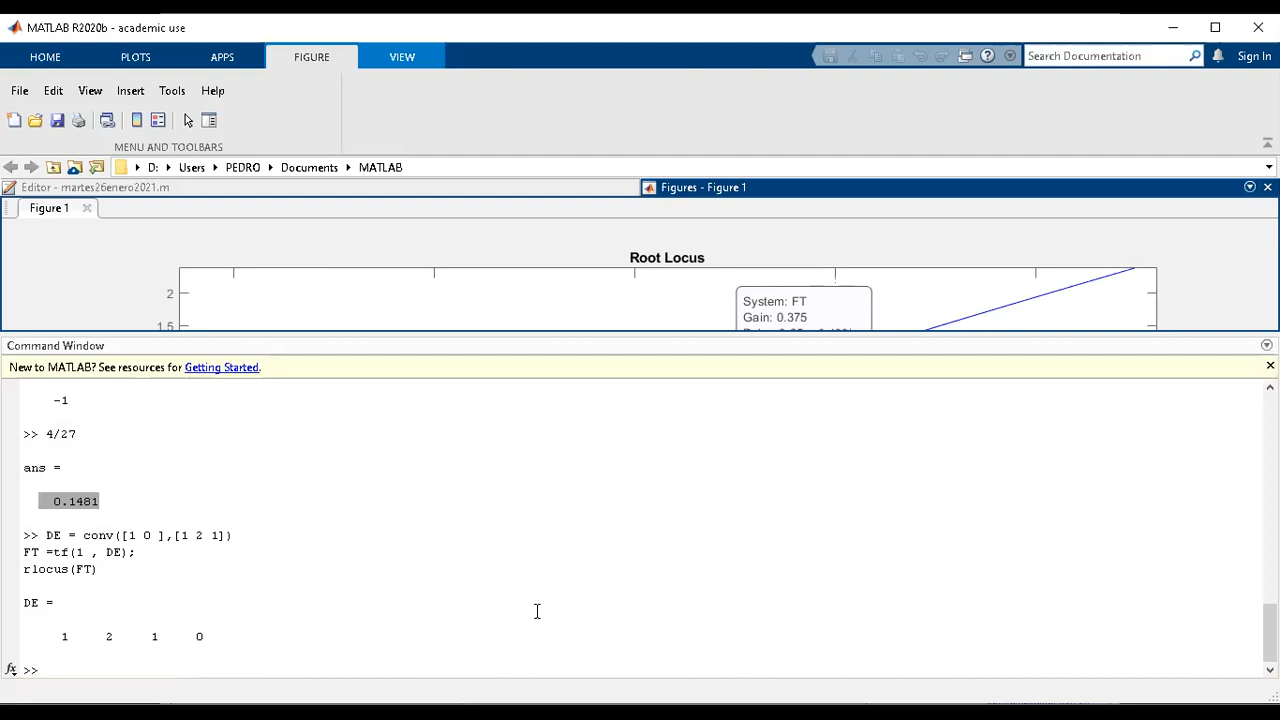 MATLAB R2020b - academic use
HOME PLOTS APPS FIGURE VIEW Search Documentation Sign In
File Edit View Insert Tools Help
MENU AND TOOLBARS
D: Users PEDRO Documents MATLAB
Editor - martes26enero2021.m Figures - Figure 1
Figure 1
Root Locus
2
1.5
System: FT
Gain: 0.375
Command Window
New to MATLAB? See resources for Getting Started.
-1
>> 4/27
ans =
0.1481
>> DE = conv([1 0 ],[1 2 1])
FT =tf(1 , DE);
rlocus(FT)
DE =
1 2 1 0
fx >>